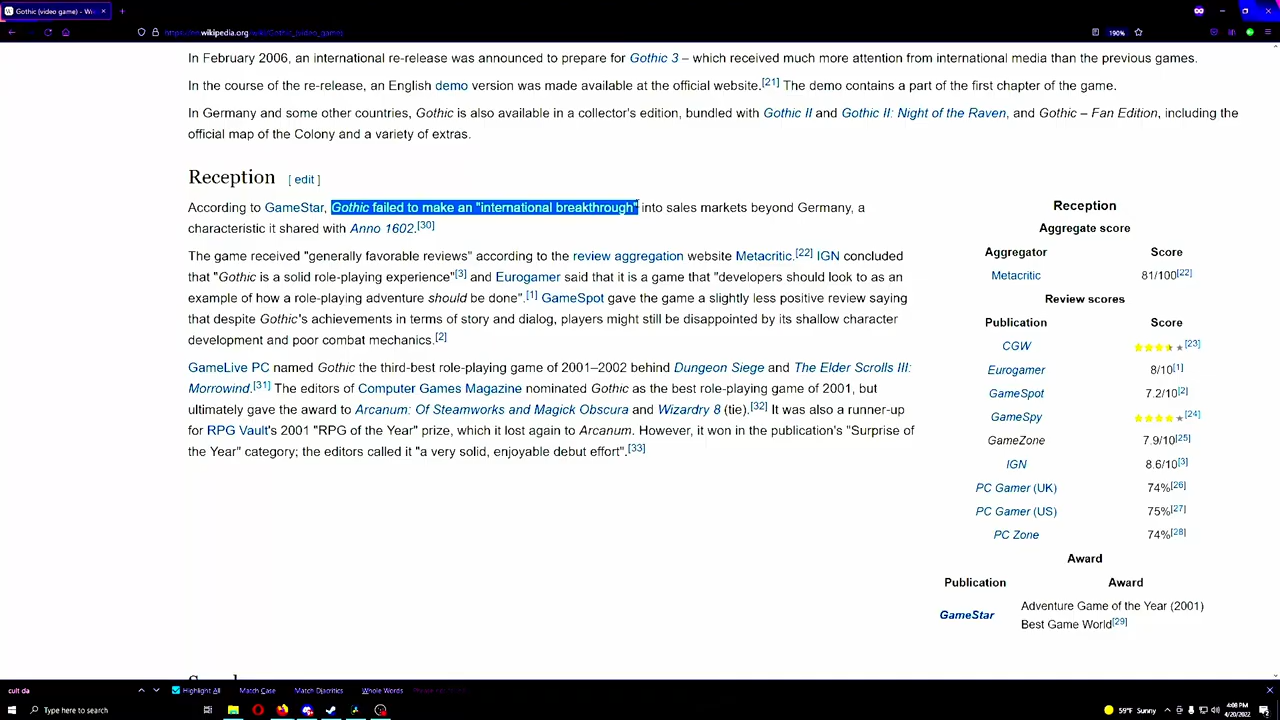 Gothic (video game) - Wi
https://en.wikipedia.org/wiki/Gothic_(video_game)
190%
In February 2006, an international re-release was announced to prepare for Gothic 3 – which received much more attention from international media than the previous games.
In the course of the re-release, an English demo version was made available at the official website.[21] The demo contains a part of the first chapter of the game.
In Germany and some other countries, Gothic is also available in a collector's edition, bundled with Gothic II and Gothic II: Night of the Raven, and Gothic – Fan Edition, including the
official map of the Colony and a variety of extras.
Reception [ edit ]
According to GameStar, Gothic failed to make an "international breakthrough" into sales markets beyond Germany, a
characteristic it shared with Anno 1602.[30]
The game received "generally favorable reviews" according to the review aggregation website Metacritic.[22] IGN concluded
that "Gothic is a solid role-playing experience"[3] and Eurogamer said that it is a game that "developers should look to as an
example of how a role-playing adventure should be done".[1] GameSpot gave the game a slightly less positive review saying
that despite Gothic's achievements in terms of story and dialog, players might still be disappointed by its shallow character
development and poor combat mechanics.[2]
GameLive PC named Gothic the third-best role-playing game of 2001–2002 behind Dungeon Siege and The Elder Scrolls III:
Morrowind.[31] The editors of Computer Games Magazine nominated Gothic as the best role-playing game of 2001, but
ultimately gave the award to Arcanum: Of Steamworks and Magick Obscura and Wizardry 8 (tie).[32] It was also a runner-up
for RPG Vault's 2001 "RPG of the Year" prize, which it lost again to Arcanum. However, it won in the publication's "Surprise of
the Year" category; the editors called it "a very solid, enjoyable debut effort".[33]
Reception
Aggregate score
Aggregator Score
Metacritic 81/100[22]
Review scores
Publication Score
CGW [23]
Eurogamer 8/10[1]
GameSpot 7.2/10[2]
GameSpy [24]
GameZone 7.9/10[25]
IGN 8.6/10[3]
PC Gamer (UK) 74%[26]
PC Gamer (US) 75%[27]
PC Zone 74%[28]
Award
Publication Award
GameStar Adventure Game of the Year (2001)
Best Game World[29]
cult da Highlight All Match Case Match Diacritics Whole Words
Type here to search
59°F Sunny
4:08 PM
4/20/2022